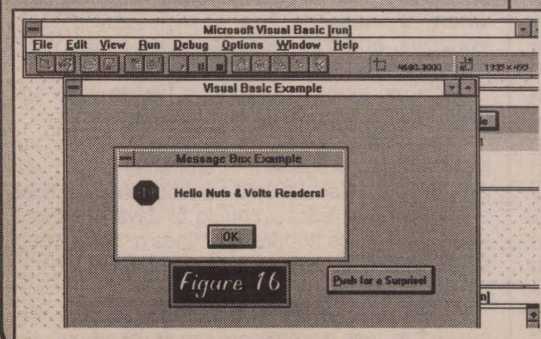 Microsoft Visual Basic [run]
File Edit View Run Debug Options Window Help
4680,3000 1935×495
Visual Basic Example
Message Box Example
Hello Nuts & Volts Readers!
OK
Figure 16
Push for a Surprise!